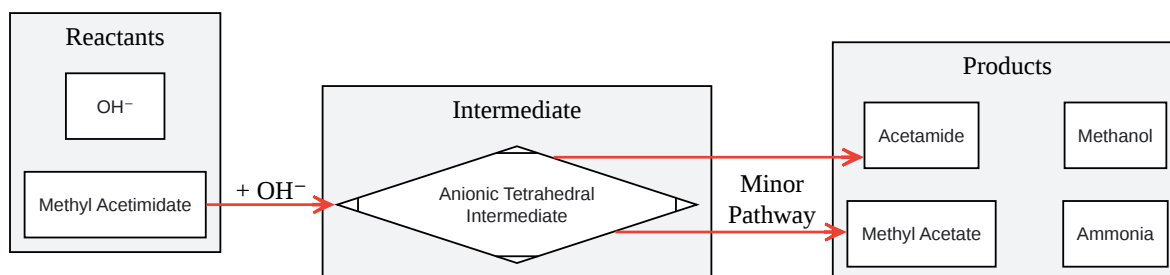 Reactants
OH⁻
Methyl Acetimidate
+ OH⁻
Intermediate
Anionic Tetrahedral
Intermediate
Minor
Pathway
Products
Acetamide
Methanol
Methyl Acetate
Ammonia